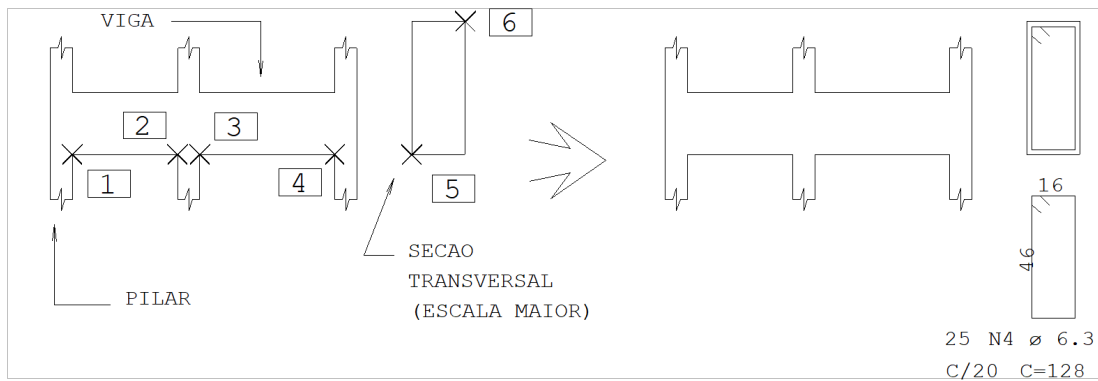 VIGA
6
2
3
1
4
5
SECAO
TRANSVERSAL
(ESCALA MAIOR)
PILAR
16
46
25 N4 ø 6.3
C/20 C=128